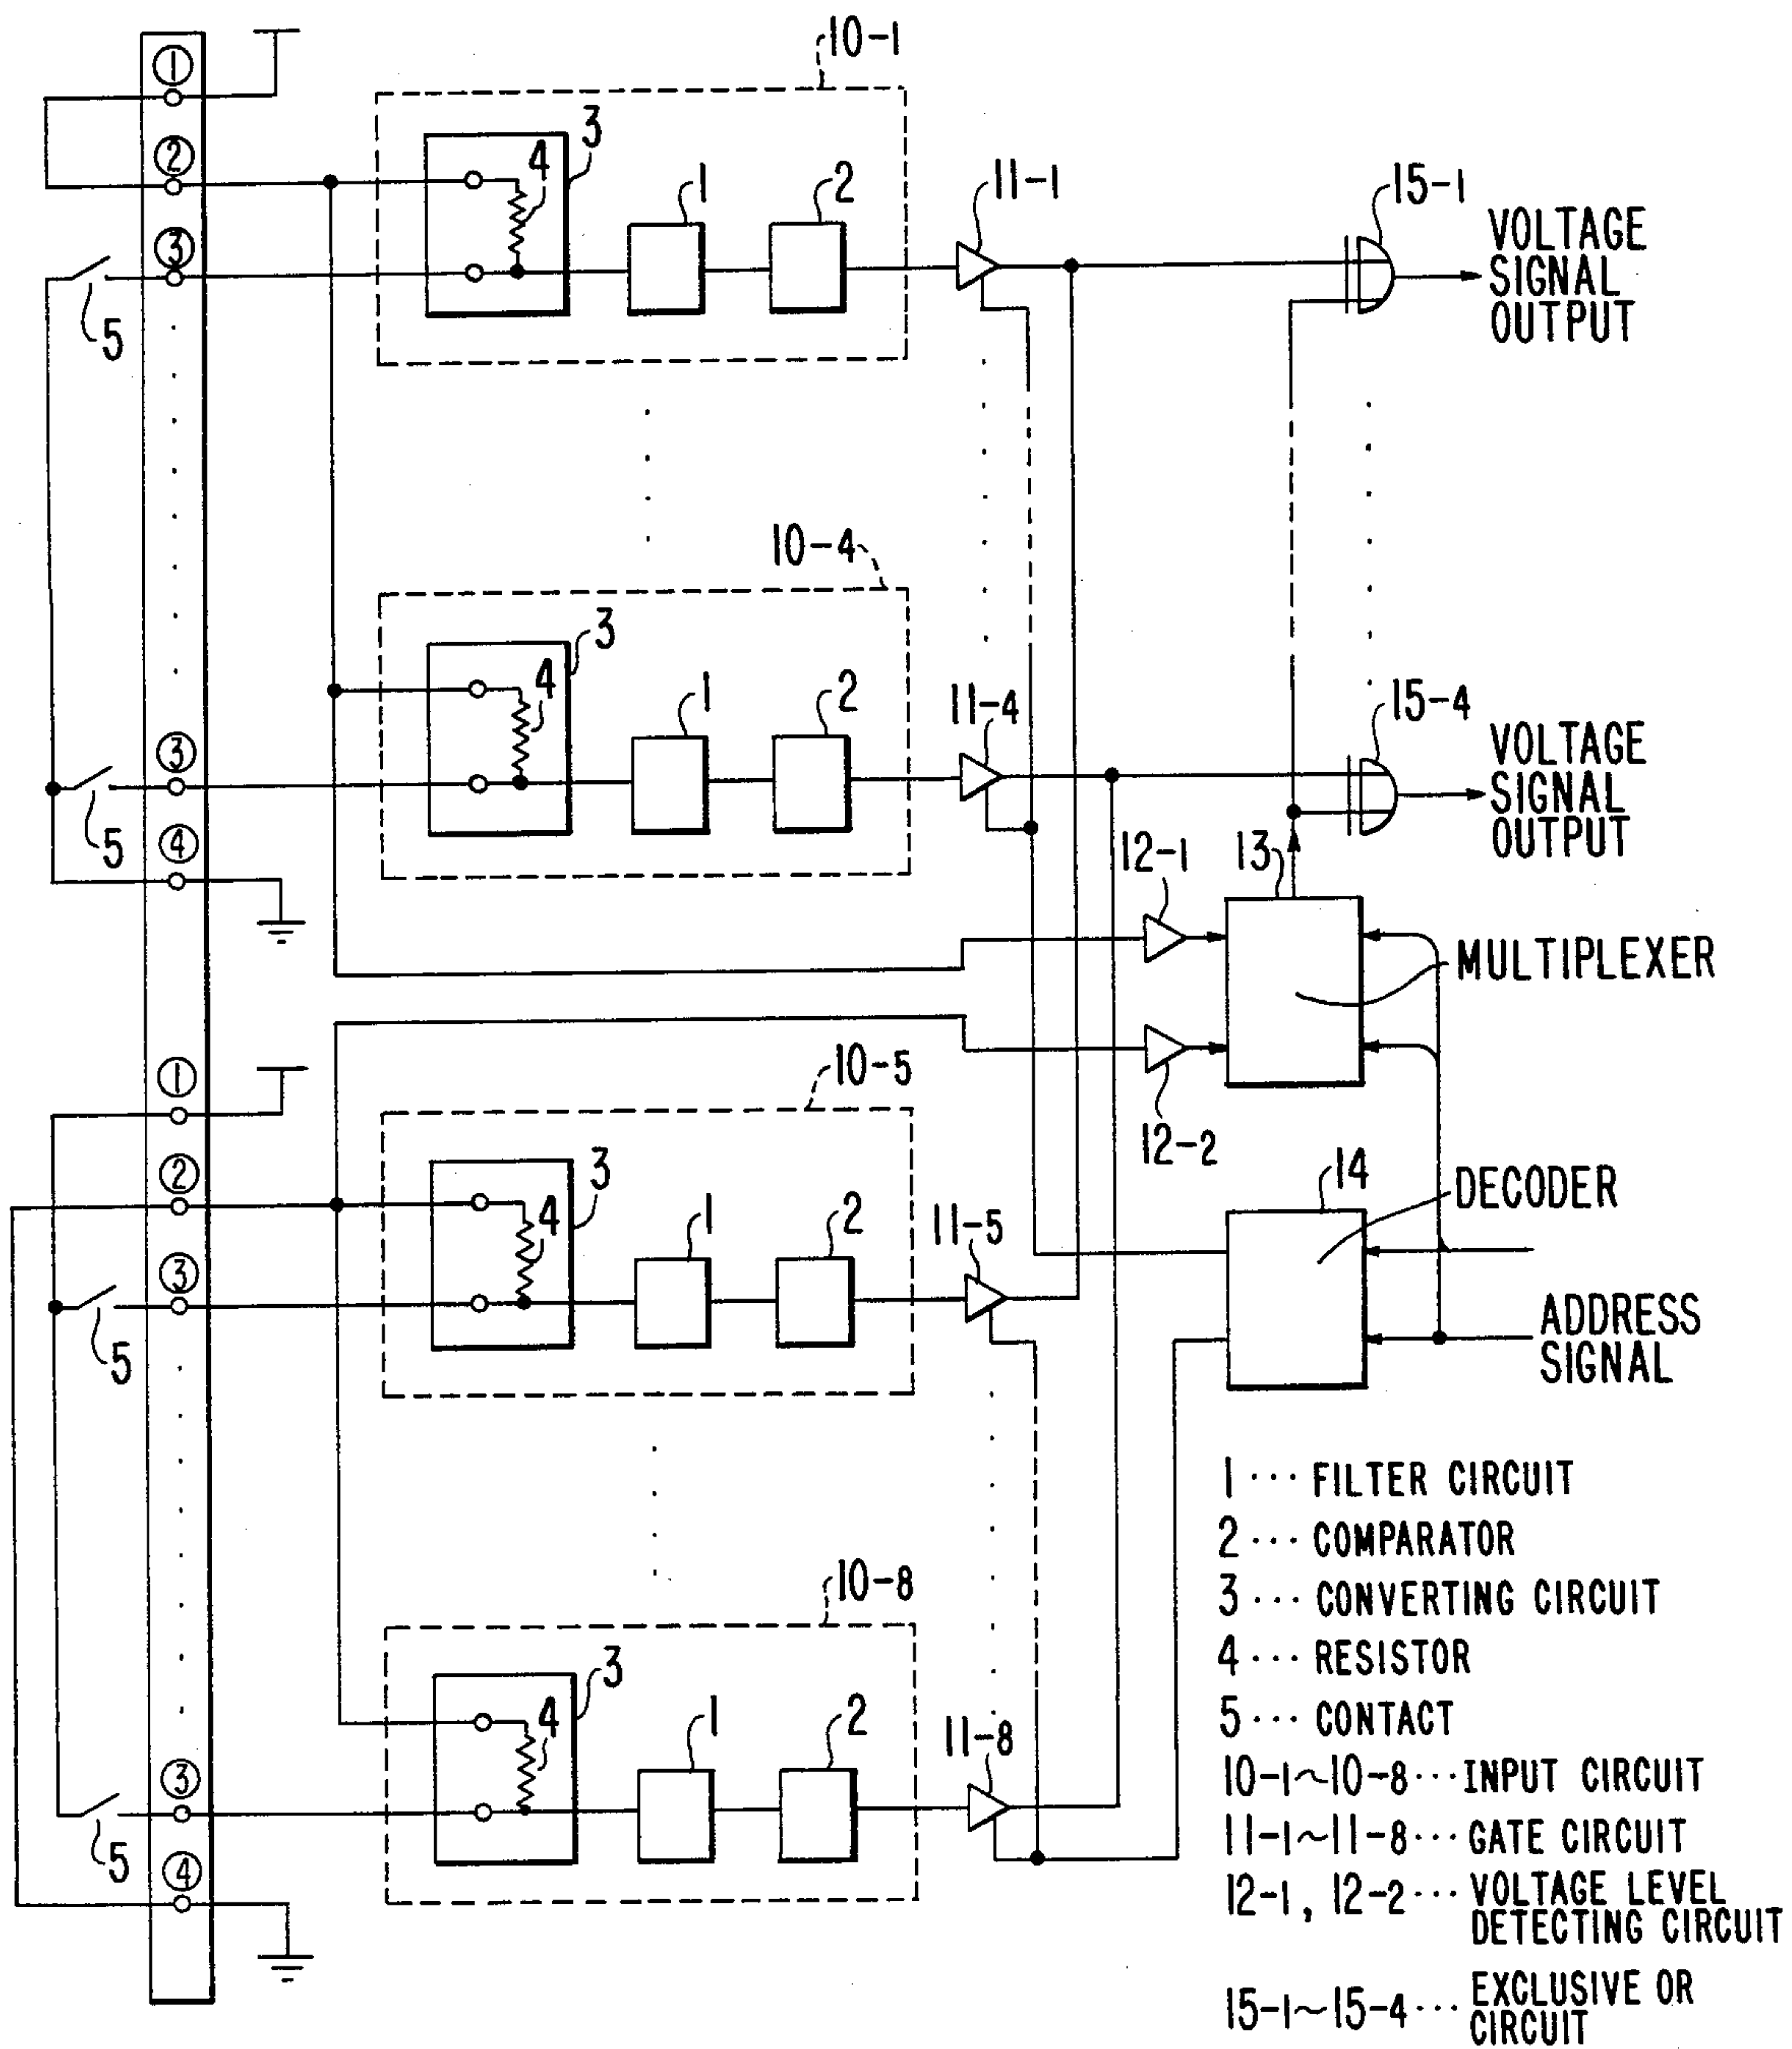 10-1
①
②
③
3
4
1
2
11-1
15-1
VOLTAGE
SIGNAL
OUTPUT
5
10-4
3
4
1
2
11-4
15-4
VOLTAGE
SIGNAL
OUTPUT
③
5
④
12-1
13
MULTIPLEXER
①
10-5
12-2
②
3
4
1
2
11-5
14
DECODER
③
5
ADDRESS
SIGNAL
10-8
3
4
1
2
11-8
③
5
④
1 ... FILTER CIRCUIT
2 ... COMPARATOR
3 ... CONVERTING CIRCUIT
4 ... RESISTOR
5 ... CONTACT
10-1~10-8 ... INPUT CIRCUIT
11-1~11-8 ... GATE CIRCUIT
12-1, 12-2 ... VOLTAGE LEVEL
DETECTING CIRCUIT
15-1~15-4 ... EXCLUSIVE OR
CIRCUIT